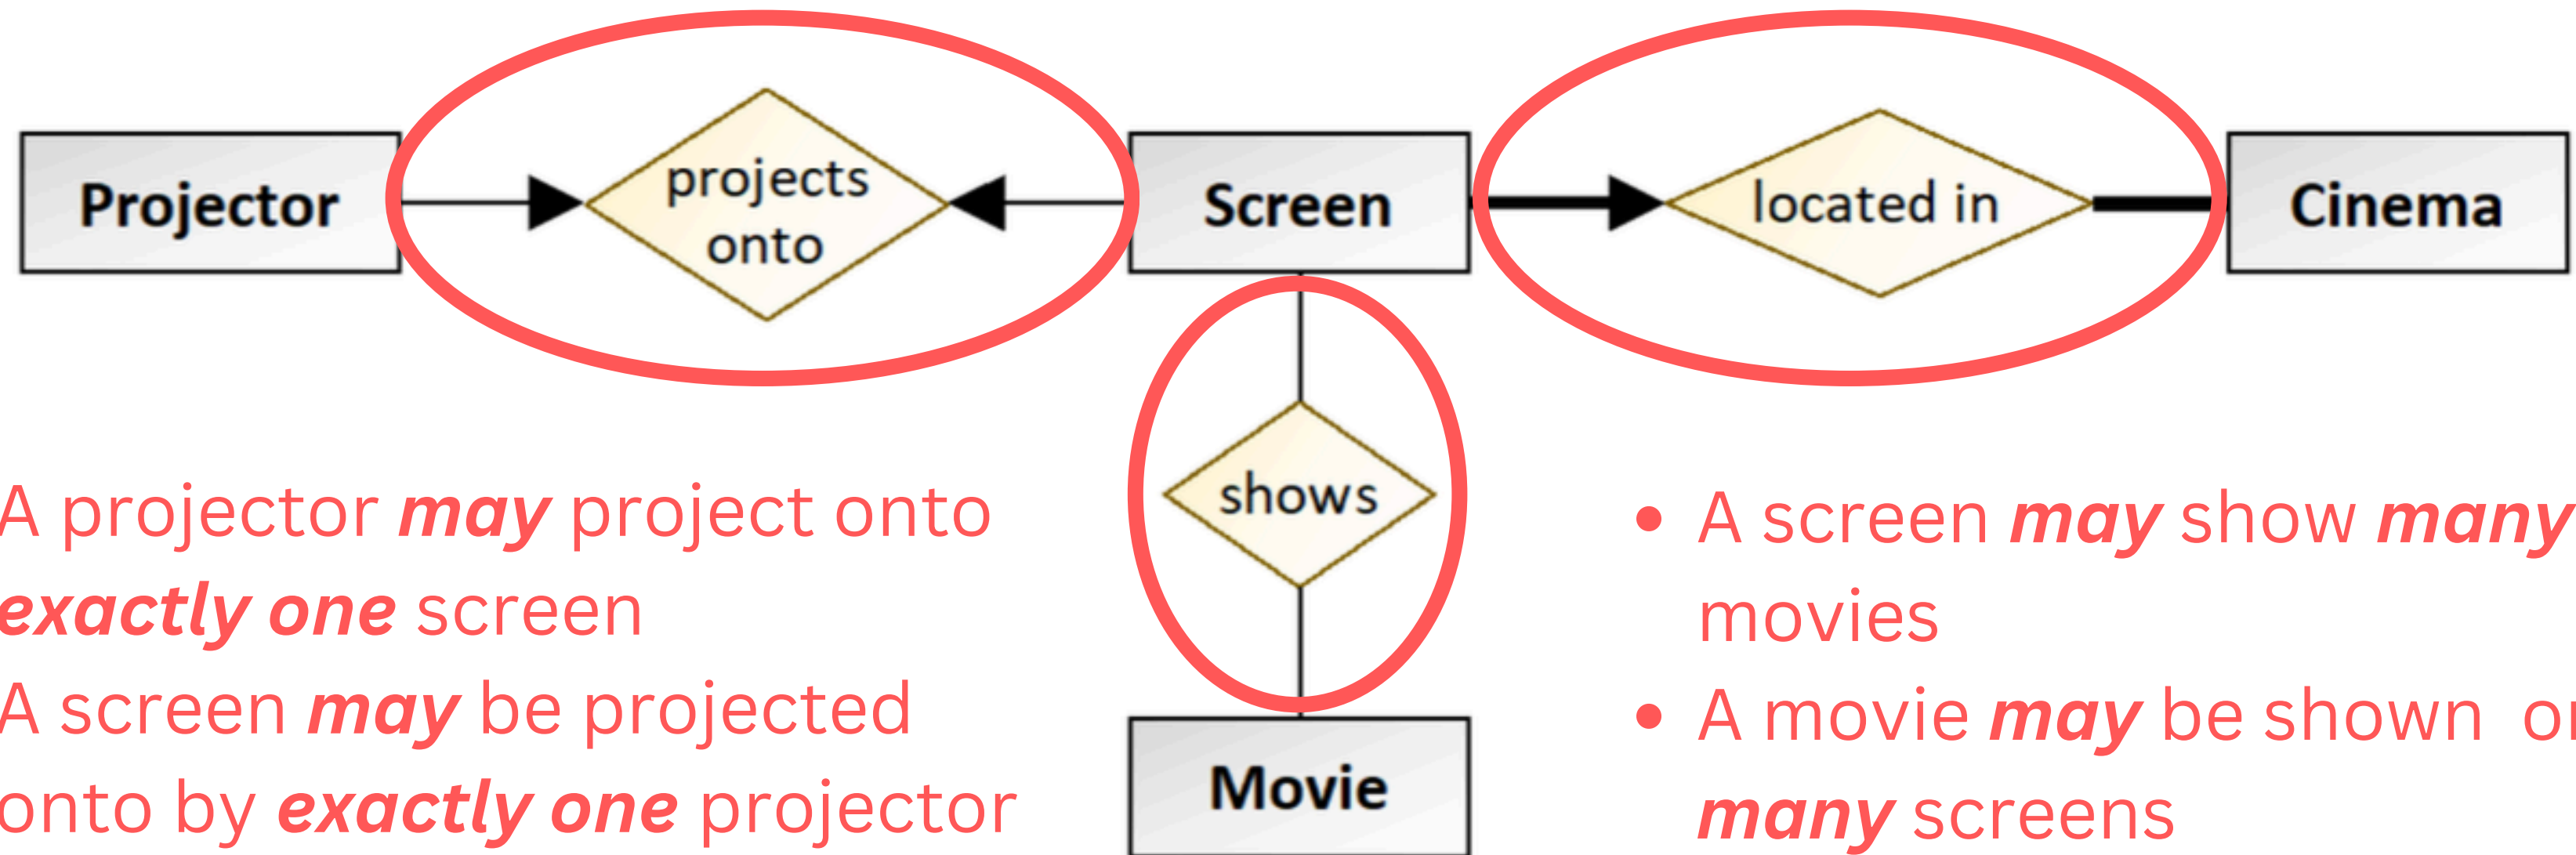 Projector
projects
onto
Screen
located in
Cinema
shows
Movie
A projector may project onto
exactly one screen
A screen may be projected
onto by exactly one projector
• A screen may show many
movies
• A movie may be shown on
many screens